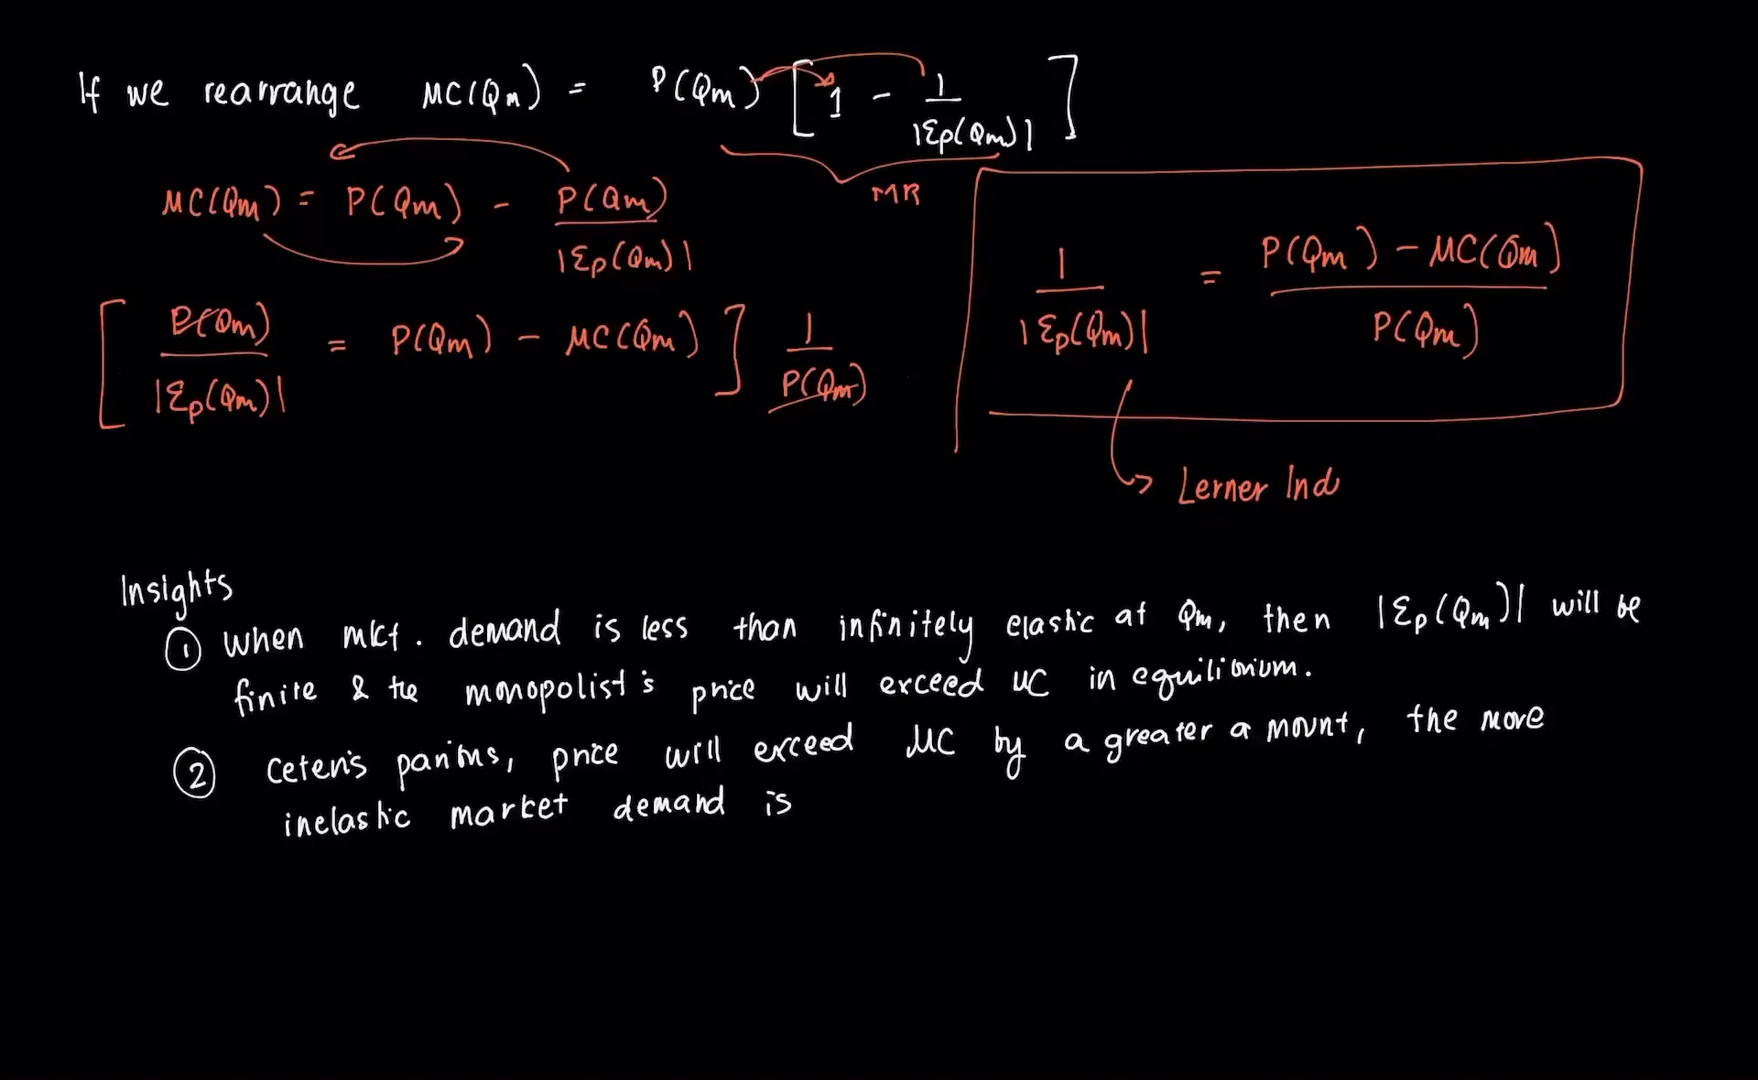 If we rearrange MC(Qm) = P(Qm) [ 1 - 1/|Ep(Qm)| ]
MR
MC(Qm) = P(Qm) - P(Qm)/|Ɛp(Qm)|
[ P(Qm)/|Ɛp(Qm)| = P(Qm) - MC(Qm) ] 1/P(Qm)
1/|Ɛp(Qm)| = P(Qm) - MC(Qm)/P(Qm)
Lerner Ind
Insights
① when mkt. demand is less than infinitely elastic at Qm, then |Ɛp(Qm)| will be
finite & the monopolist's price will exceed MC in equilibrium.
② Ceteris paribus, price will exceed MC by a greater amount, the more
inelastic market demand is